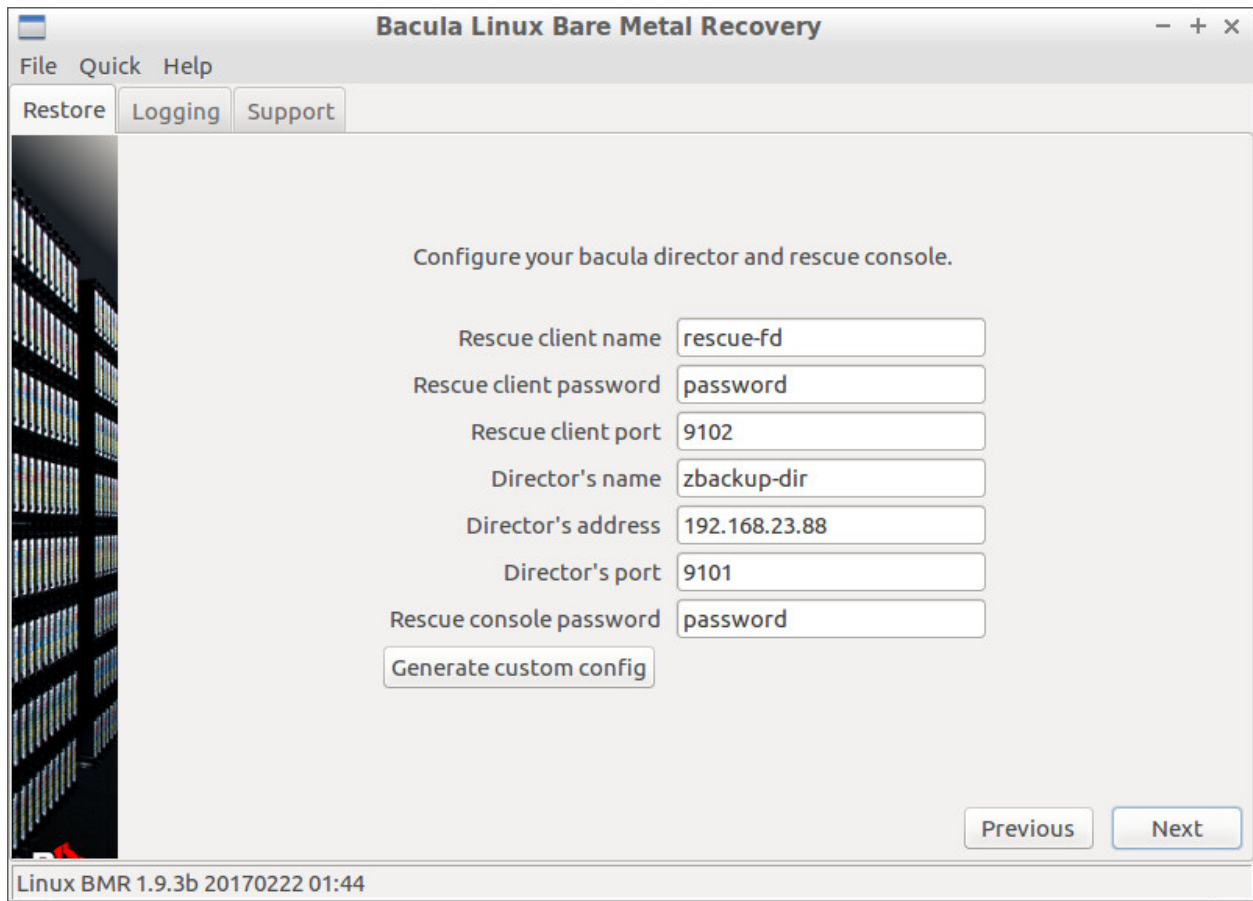 Bacula Linux Bare Metal Recovery
File Quick Help
Restore Logging Support
Configure your bacula director and rescue console.
Rescue client name rescue-fd
Rescue client password password
Rescue client port 9102
Director's name zbackup-dir
Director's address 192.168.23.88
Director's port 9101
Rescue console password password
Generate custom config
Previous Next
Linux BMR 1.9.3b 20170222 01:44